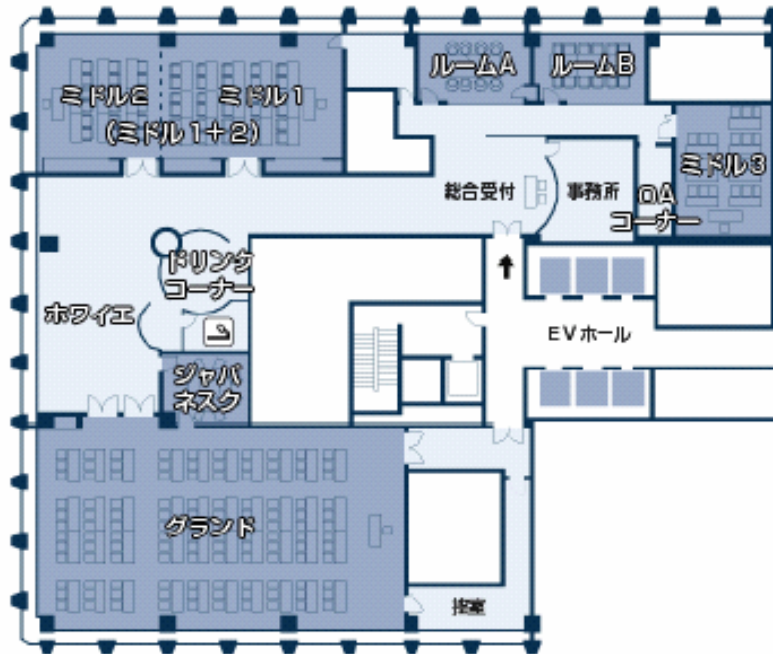 ルームA
ルームB
ミドル2
ミドル1
(ミドル1+2)
ミドル3
総合受付
事務所
OA
コーナー
ドリンク
コーナー
ホワイエ
EVホール
ジャパ
ネスク
グランド
控室